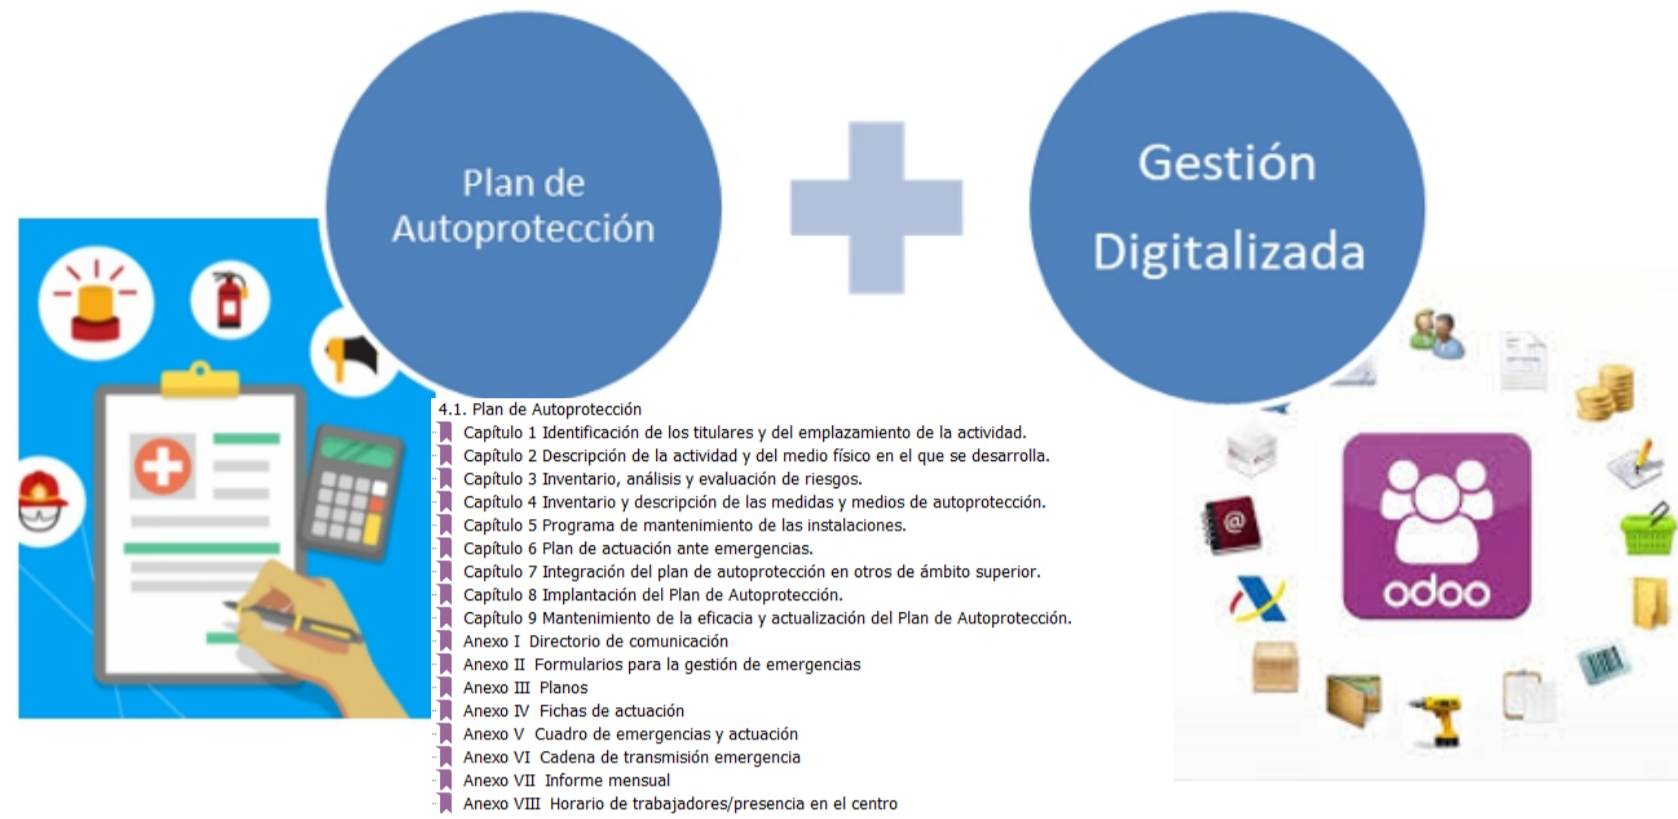 Plan de
Autoprotección
Gestión
Digitalizada
4.1. Plan de Autoprotección
Capítulo 1 Identificación de los titulares y del emplazamiento de la actividad.
Capítulo 2 Descripción de la actividad y del medio físico en el que se desarrolla.
Capítulo 3 Inventario, análisis y evaluación de riesgos.
Capítulo 4 Inventario y descripción de las medidas y medios de autoprotección.
Capítulo 5 Programa de mantenimiento de las instalaciones.
Capítulo 6 Plan de actuación ante emergencias.
Capítulo 7 Integración del plan de autoprotección en otros de ámbito superior.
Capítulo 8 Implantación del Plan de Autoprotección.
Capítulo 9 Mantenimiento de la eficacia y actualización del Plan de Autoprotección.
Anexo I Directorio de comunicación
Anexo II Formularios para la gestión de emergencias
Anexo III Planos
Anexo IV Fichas de actuación
Anexo V Cuadro de emergencias y actuación
Anexo VI Cadena de transmisión emergencia
Anexo VII Informe mensual
Anexo VIII Horario de trabajadores/presencia en el centro
@
odoo